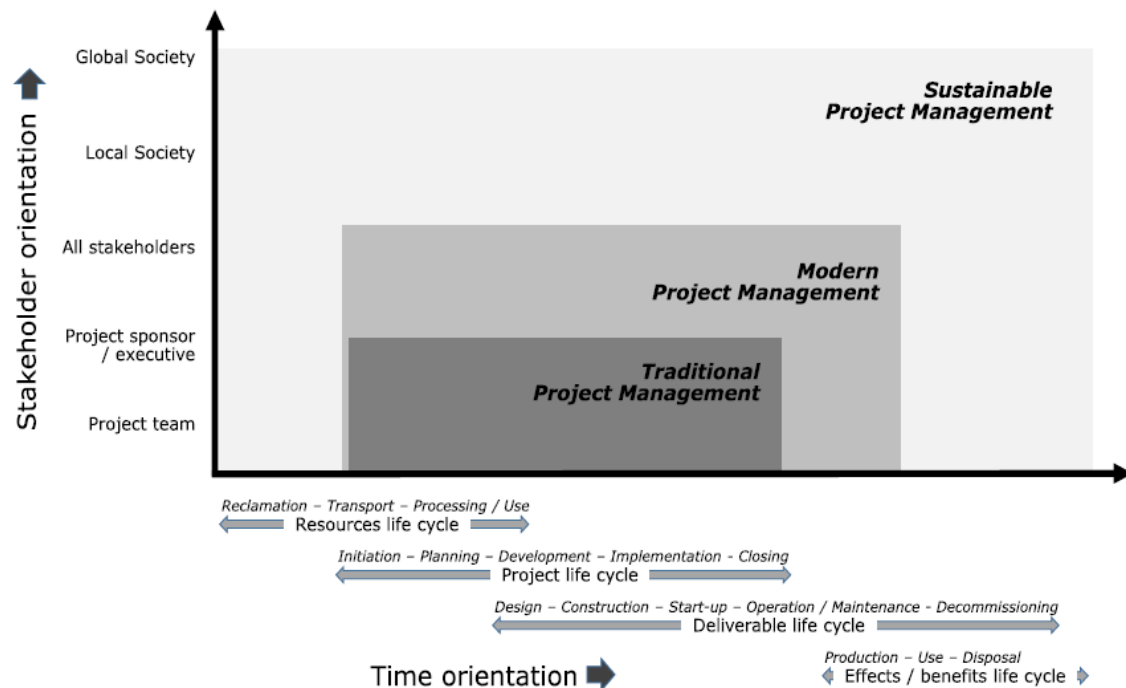 Global Society
Sustainable
Project Management
Local Society
Stakeholder orientation
All stakeholders
Modern
Project Management
Project sponsor
/ executive
Traditional
Project Management
Project team
Reclamation – Transport – Processing / Use
Resources life cycle
Initiation – Planning – Development – Implementation - Closing
Project life cycle
Design – Construction – Start-up – Operation / Maintenance - Decommissioning
Deliverable life cycle
Production – Use – Disposal
Effects / benefits life cycle
Time orientation